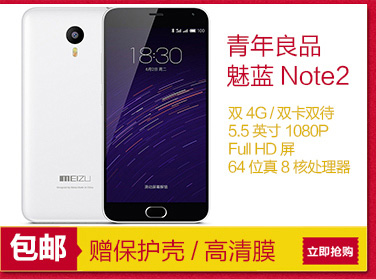 青年良品
魅蓝 Note2
双 4G / 双卡双待
5.5 英寸 1080P
Full HD 屏
64 位真 8 核处理器
18:30
MEIZU
包邮
赠保护壳 / 高清膜
立即抢购